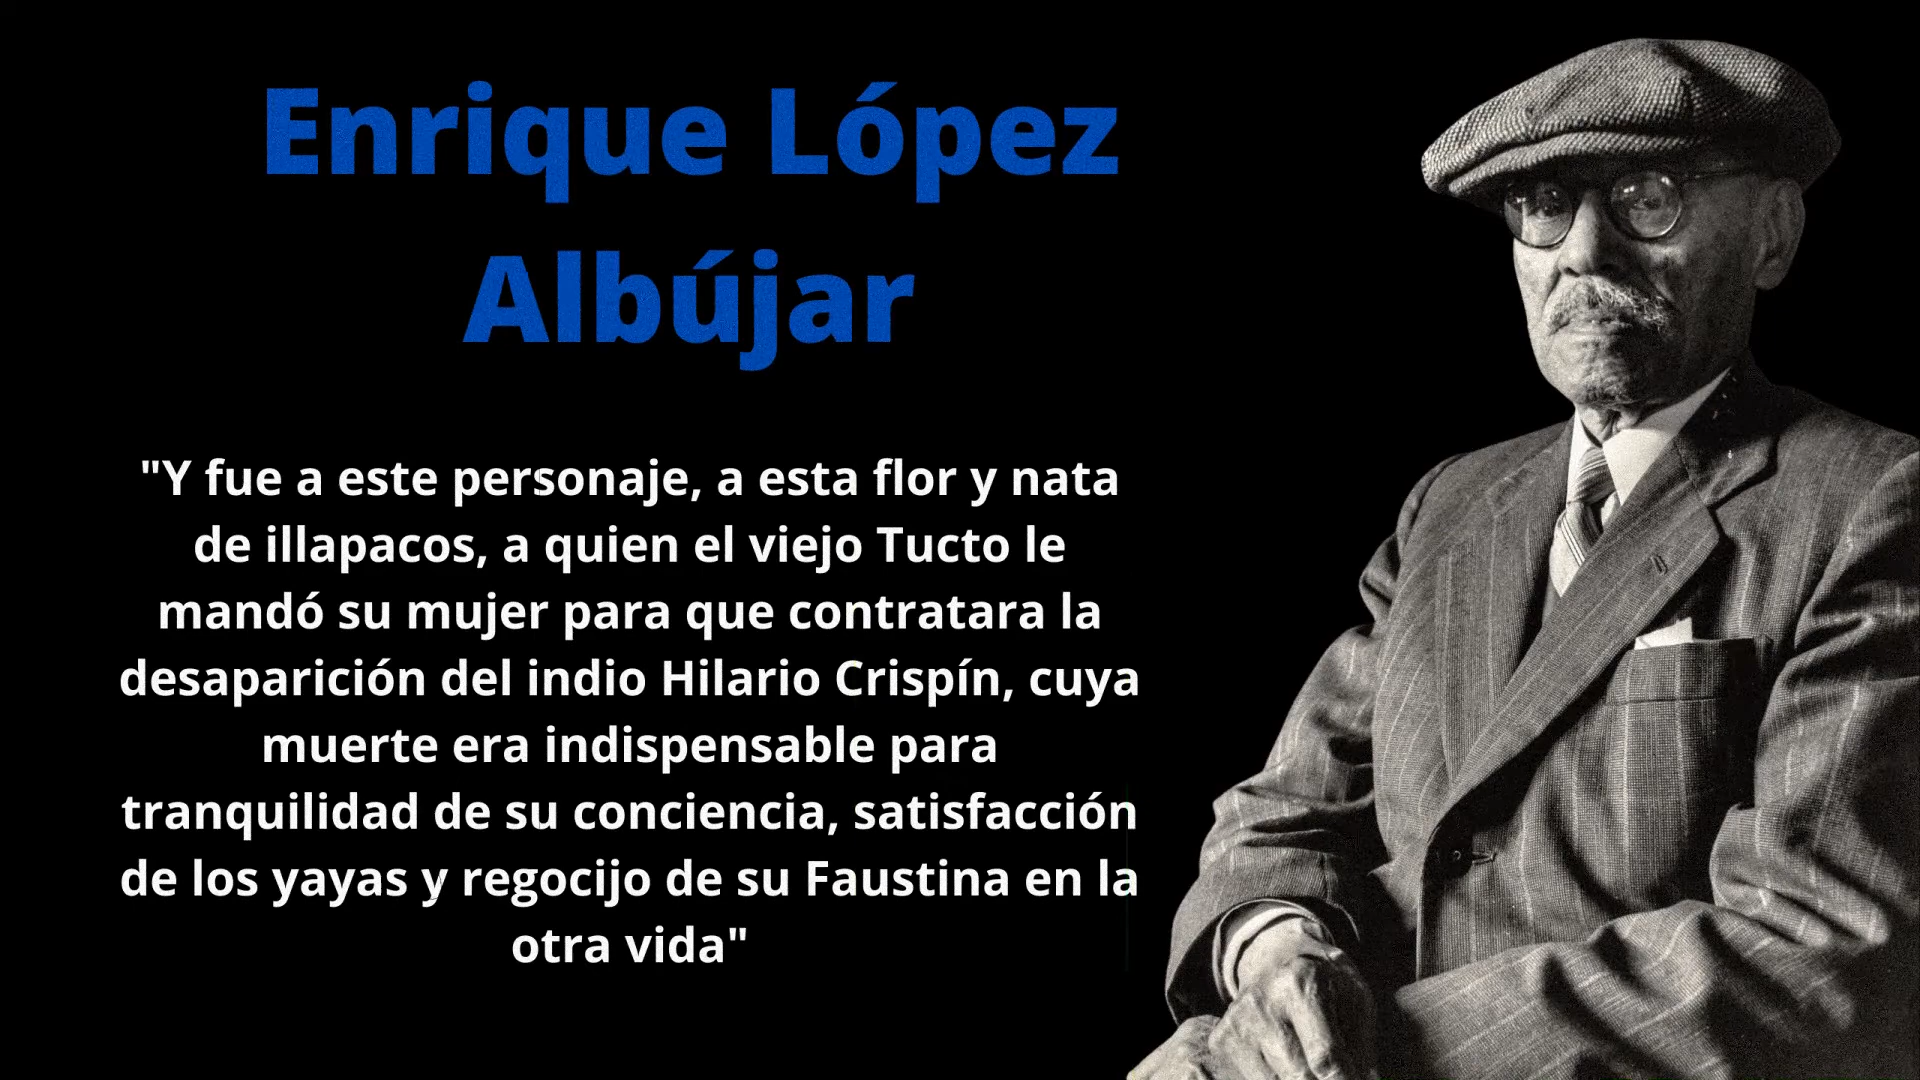 Enrique López
Albújar
"Y fue a este personaje, a esta flor y nata
de illapacos, a quien el viejo Tucto le
mandó su mujer para que contratara la
desaparición del indio Hilario Crispín, cuya
muerte era indispensable para
tranquilidad de su conciencia, satisfacción
de los yayas y regocijo de su Faustina en la
otra vida"